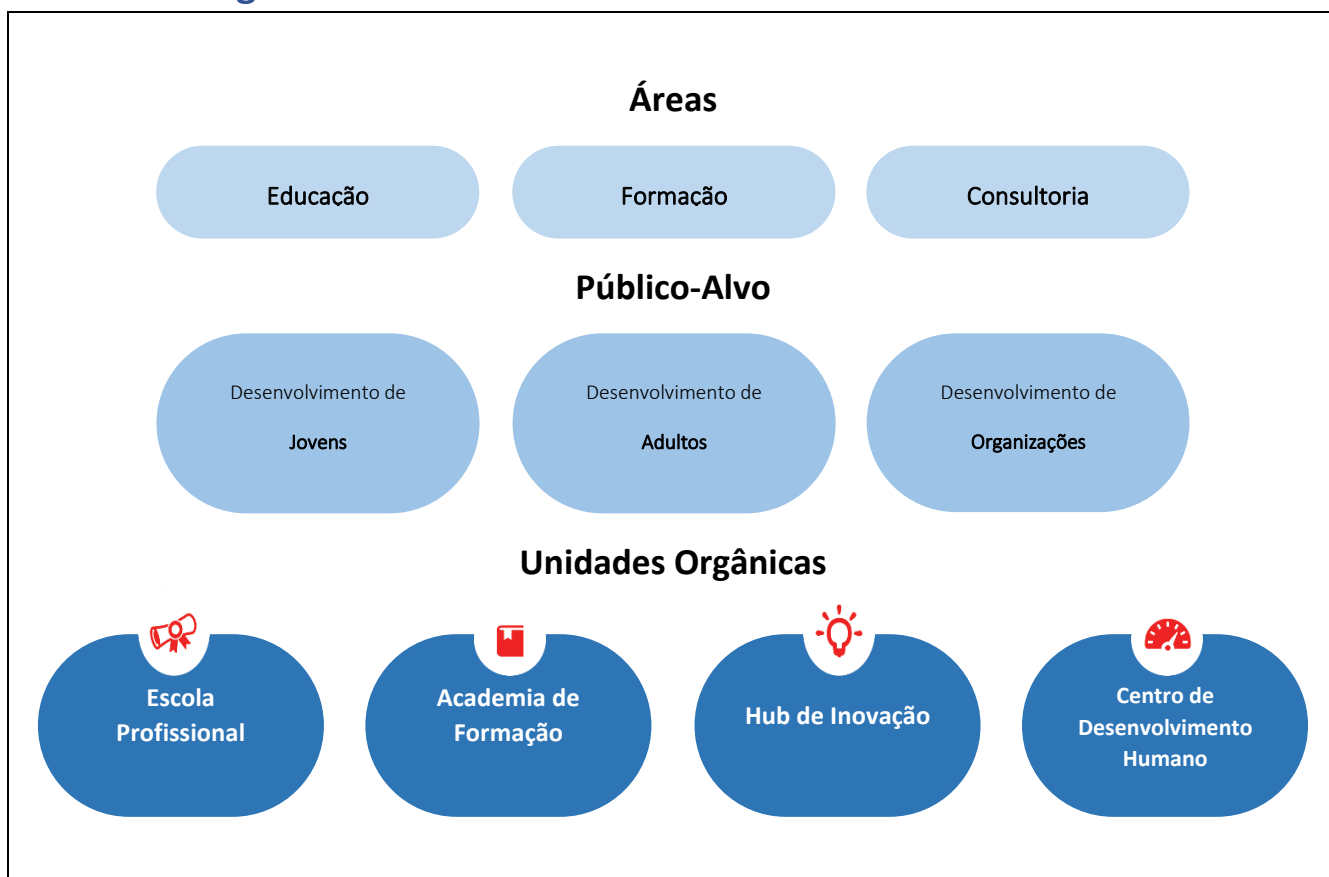 Áreas
Educação
Formação
Consultoria
Público-Alvo
Desenvolvimento de
Jovens
Desenvolvimento de
Adultos
Desenvolvimento de
Organizações
Unidades Orgânicas
Escola
Profissional
Academia de
Formação
Hub de Inovação
Centro de
Desenvolvimento
Humano